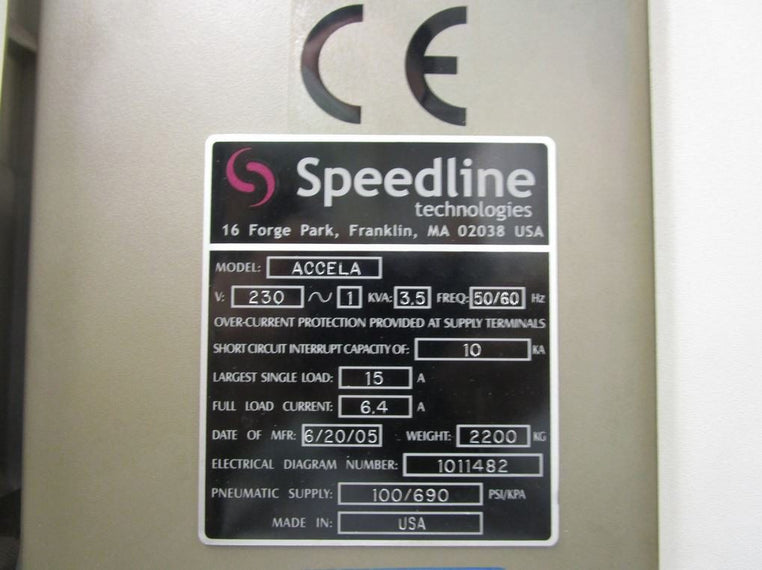 CE
Speedline
technologies
16 Forge Park, Franklin, MA 02038 USA
MODEL: ACCELA
V: 230 ~ 1 KVA: 3.5 FREQ: 50/60 Hz
OVER-CURRENT PROTECTION PROVIDED AT SUPPLY TERMINALS
SHORT CIRCUIT INTERRUPT CAPACITY OF: 10 KA
LARGEST SINGLE LOAD: 15 A
FULL LOAD CURRENT: 6.4 A
DATE OF MFR: 6/20/05 WEIGHT: 2200 KG
ELECTRICAL DIAGRAM NUMBER: 1011482
PNEUMATIC SUPPLY: 100/690 PSI/KPA
MADE IN: USA